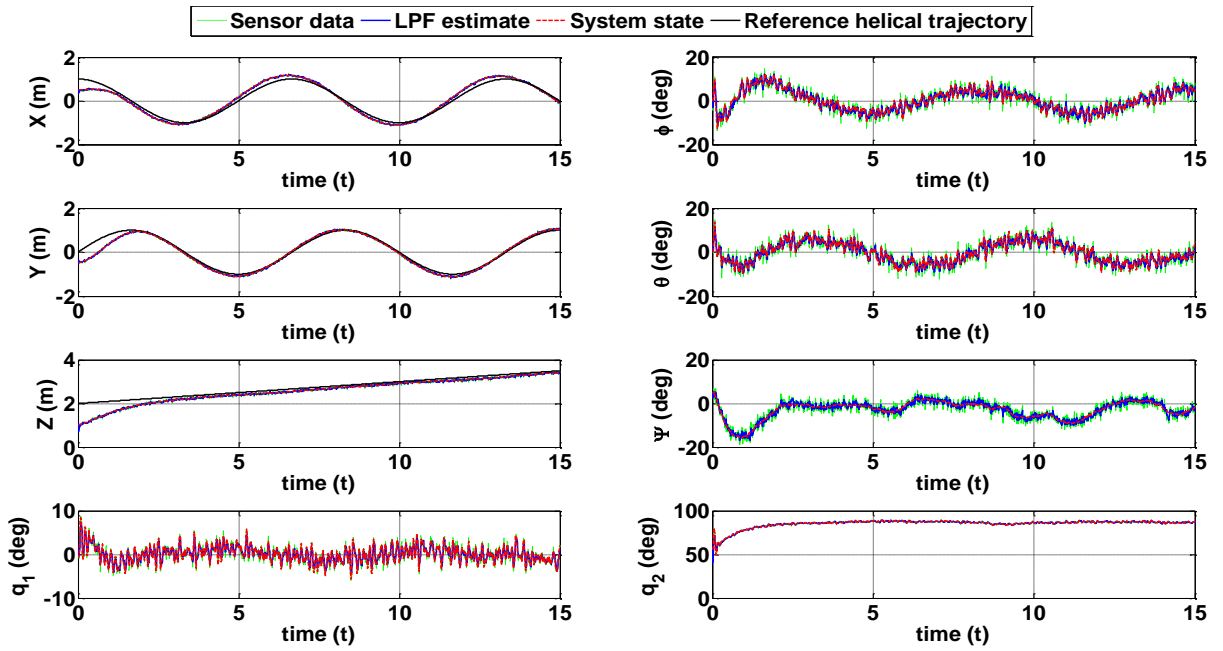 Sensor data LPF estimate System state Reference helical trajectory
X (m)
2
0
-2
0 5 10 15
time (t)
ϕ (deg)
20
0
-20
0 5 10 15
time (t)
Y (m)
2
0
-2
0 5 10 15
time (t)
θ (deg)
20
0
-20
0 5 10 15
time (t)
Z (m)
4
2
0
0 5 10 15
time (t)
Ψ (deg)
20
0
-20
0 5 10 15
time (t)
q1 (deg)
10
0
-10
0 5 10 15
time (t)
q2 (deg)
100
50
0
0 5 10 15
time (t)